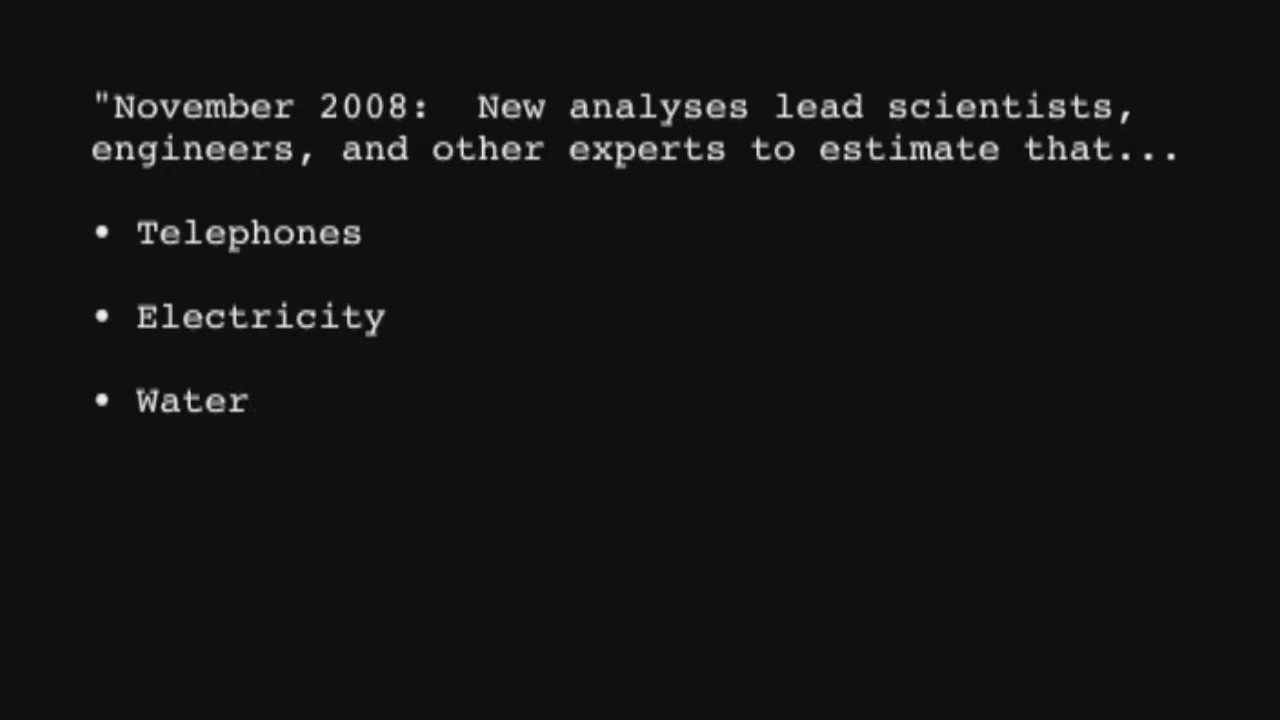 "November 2008:  New analyses lead scientists,
engineers, and other experts to estimate that...
• Telephones
• Electricity
• Water